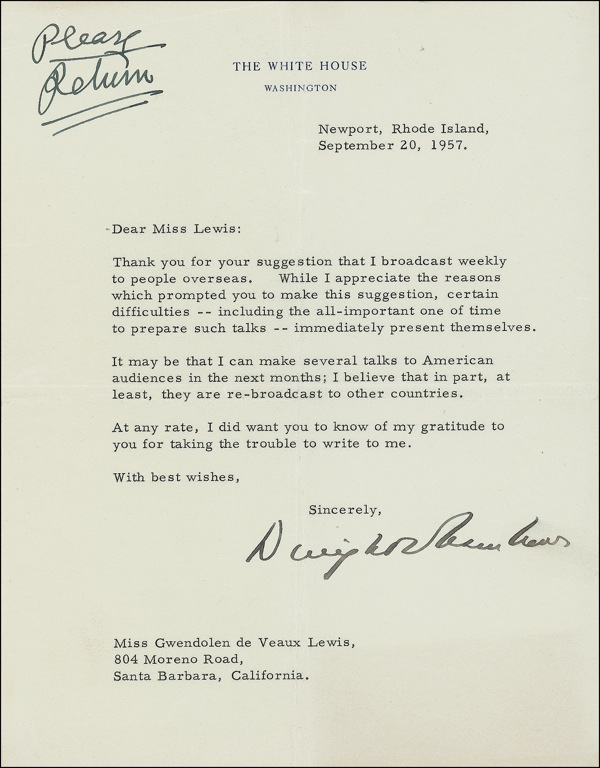 Please
Return
THE WHITE HOUSE
WASHINGTON
Newport, Rhode Island,
September 20, 1957.
Dear Miss Lewis:
Thank you for your suggestion that I broadcast weekly
to people overseas. While I appreciate the reasons
which prompted you to make this suggestion, certain
difficulties -- including the all-important one of time
to prepare such talks -- immediately present themselves.
It may be that I can make several talks to American
audiences in the next months; I believe that in part, at
least, they are re-broadcast to other countries.
At any rate, I did want you to know of my gratitude to
you for taking the trouble to write to me.
With best wishes,
Sincerely,
Dwight D Eisenhower
Miss Gwendolen de Veaux Lewis,
804 Moreno Road,
Santa Barbara, California.